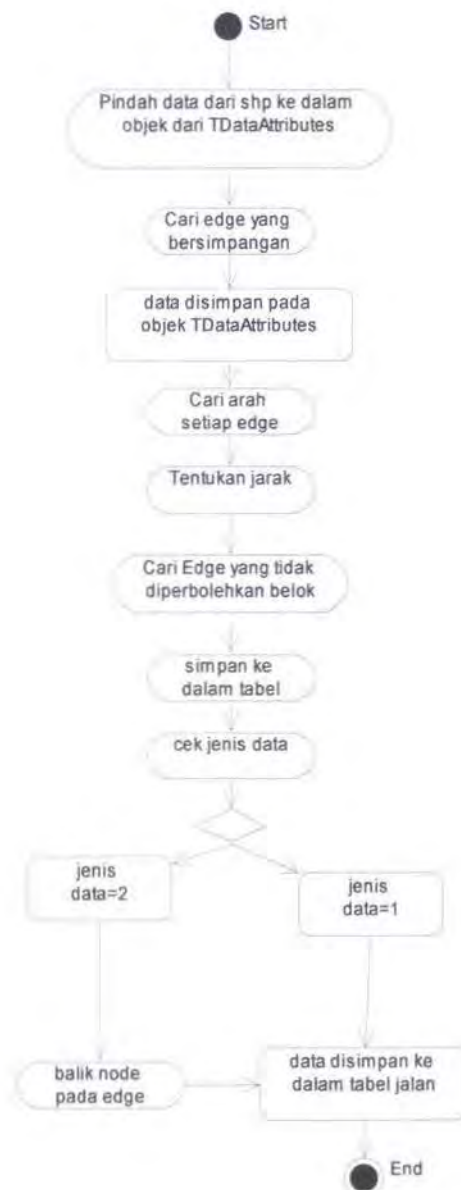 Start
Pindah data dari shp ke dalam
objek dari TDataAttributes
Cari edge yang
bersimpangan
data disimpan pada
objek TDataAttributes
Cari arah
setiap edge
Tentukan jarak
Cari Edge yang tidak
diperbolehkan belok
simpan ke
dalam tabel
cek jenis data
jenis
data=2
jenis
data=1
balik node
pada edge
data disimpan ke
dalam tabel jalan
End